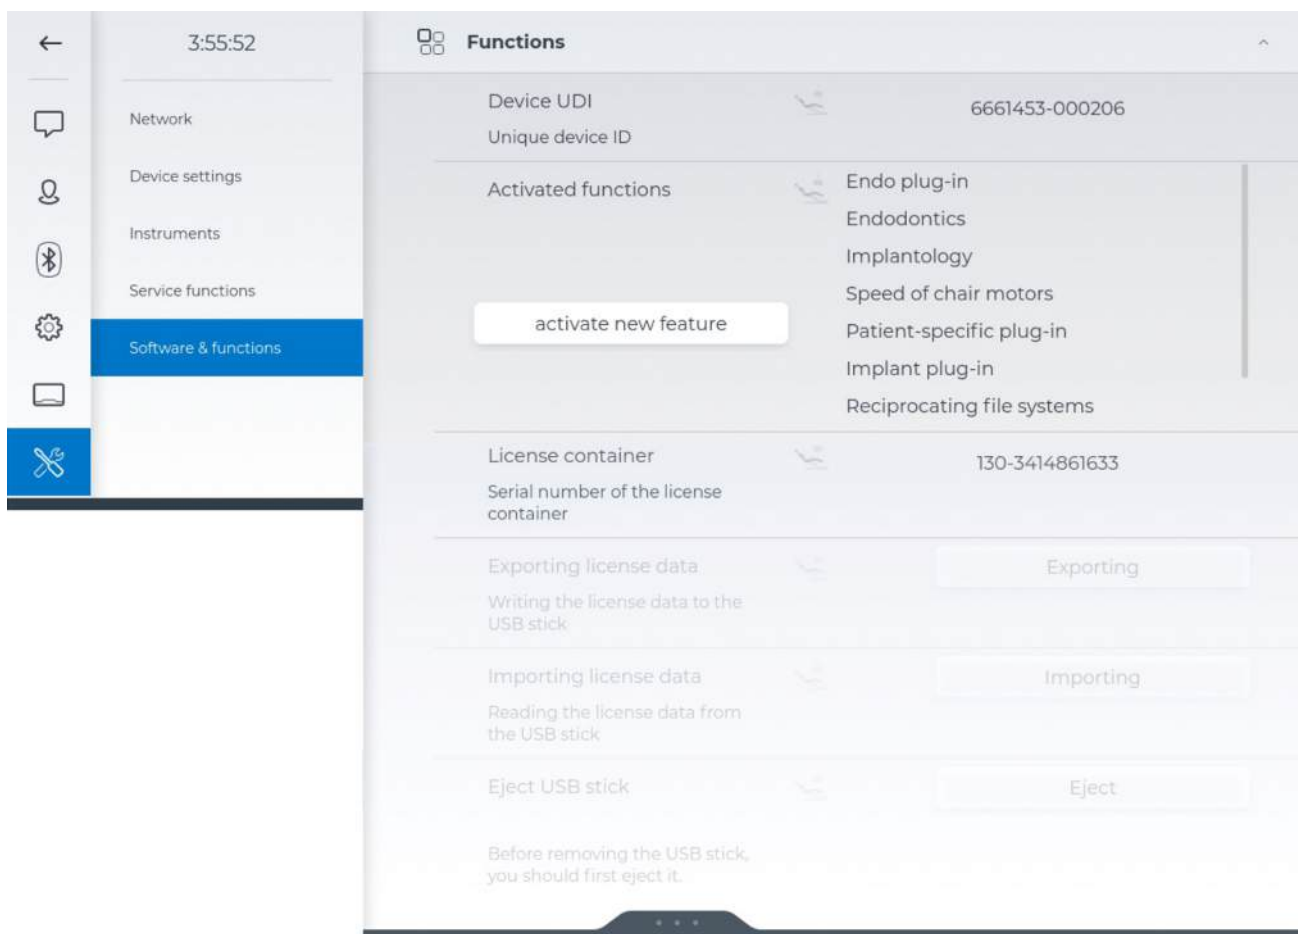 3:55:52
Network
Device settings
Instruments
Service functions
Software & functions
Functions
Device UDI
Unique device ID
6661453-000206
Activated functions
activate new feature
Endo plug-in
Endodontics
Implantology
Speed of chair motors
Patient-specific plug-in
Implant plug-in
Reciprocating file systems
License container
Serial number of the license
container
130-3414861633
Exporting license data
Writing the license data to the
USB stick
Exporting
Importing license data
Reading the license data from
the USB stick
Importing
Eject USB stick
Eject
Before removing the USB stick,
you should first eject it.